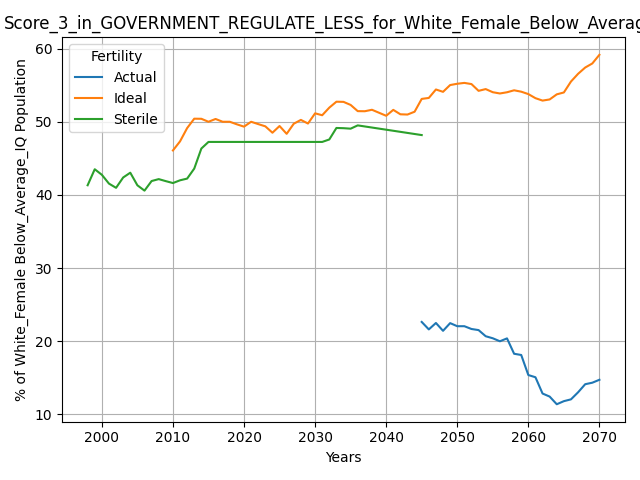 Score_3_in_GOVERNMENT_REGULATE_LESS_for_White_Female_Below_Averag
Fertility
Actual
Ideal
Sterile
% of White_Female Below_Average_IQ Population
60
50
40
30
20
10
2000 2010 2020 2030 2040 2050 2060 2070
Years